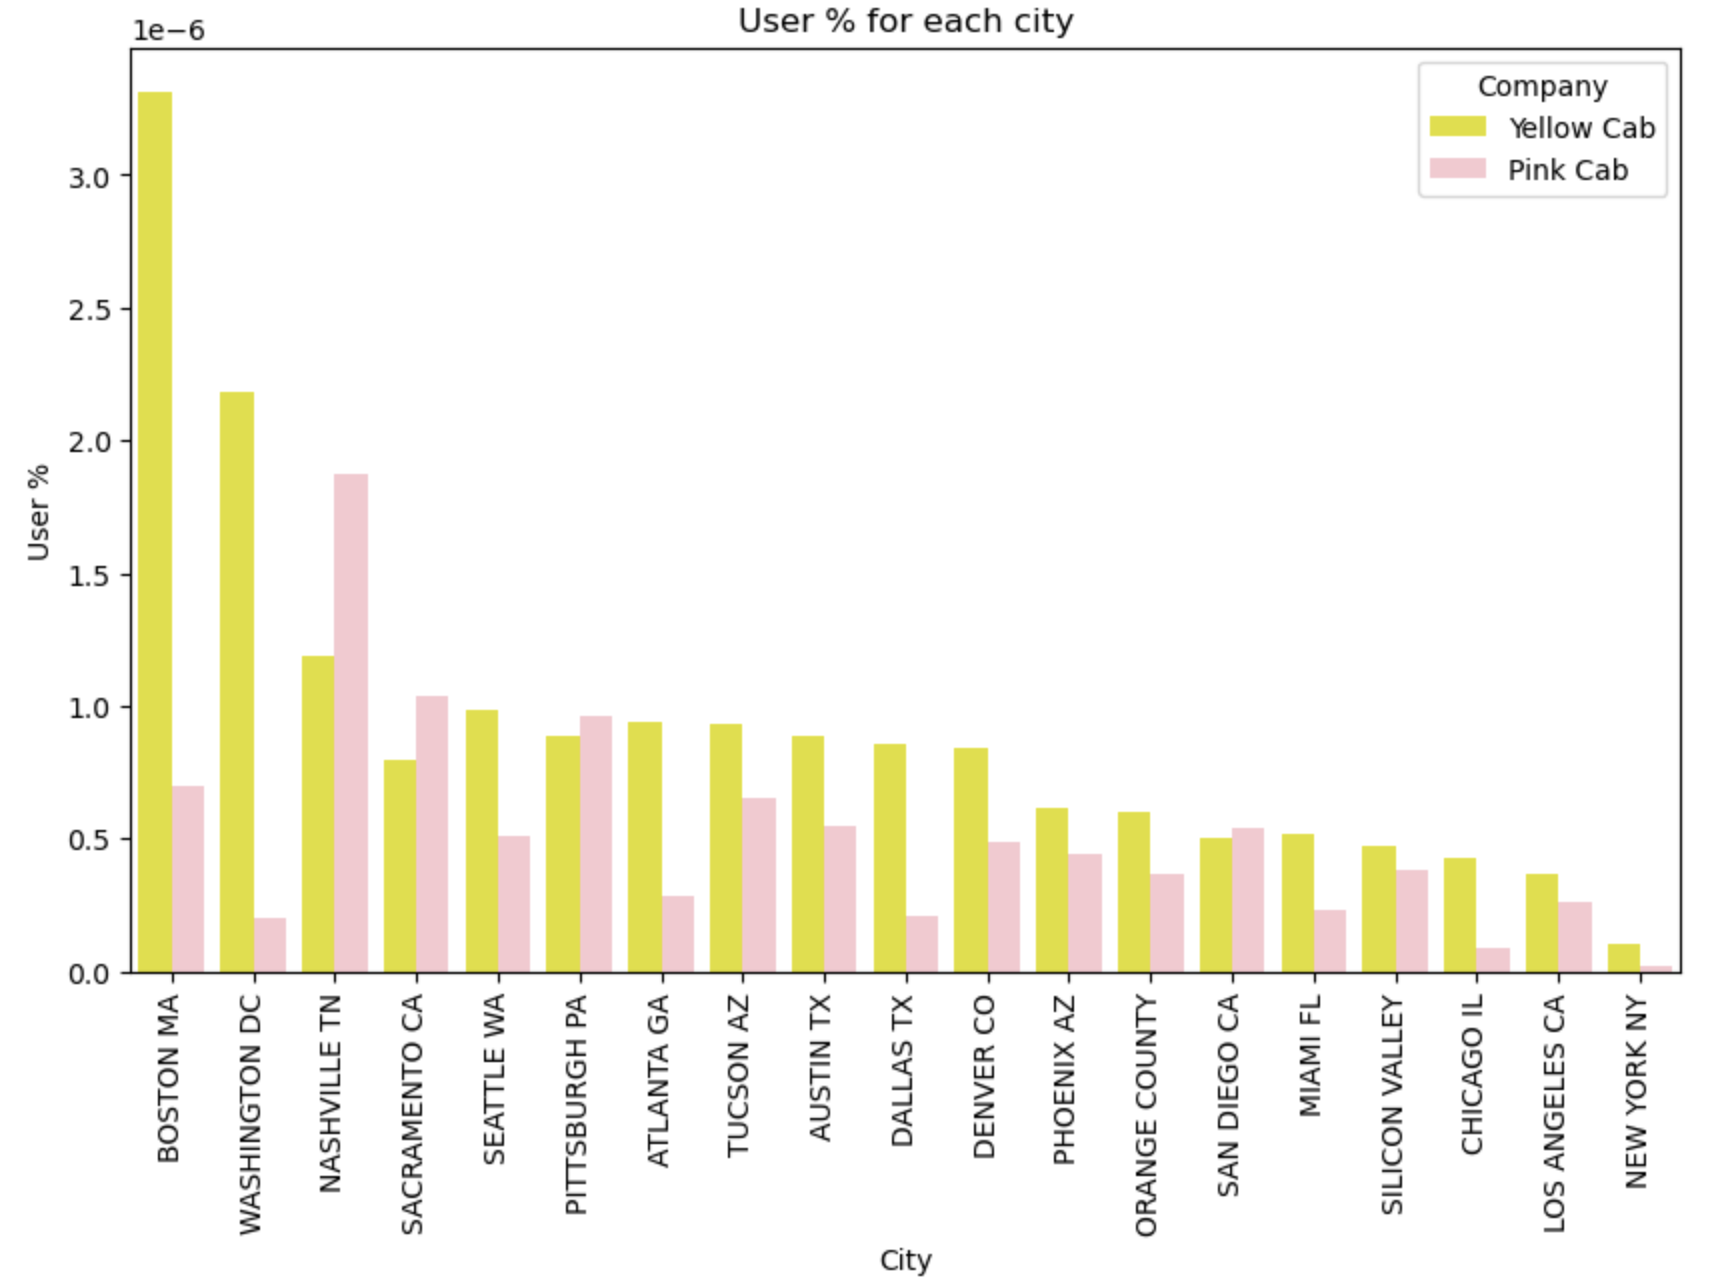 User % for each city
1e−6
Company
Yellow Cab
Pink Cab
3.0
2.5
2.0
1.5
1.0
0.5
0.0
User %
BOSTON MA
WASHINGTON DC
NASHVILLE TN
SACRAMENTO CA
SEATTLE WA
PITTSBURGH PA
ATLANTA GA
TUCSON AZ
AUSTIN TX
DALLAS TX
DENVER CO
PHOENIX AZ
ORANGE COUNTY
SAN DIEGO CA
MIAMI FL
SILICON VALLEY
CHICAGO IL
LOS ANGELES CA
NEW YORK NY
City